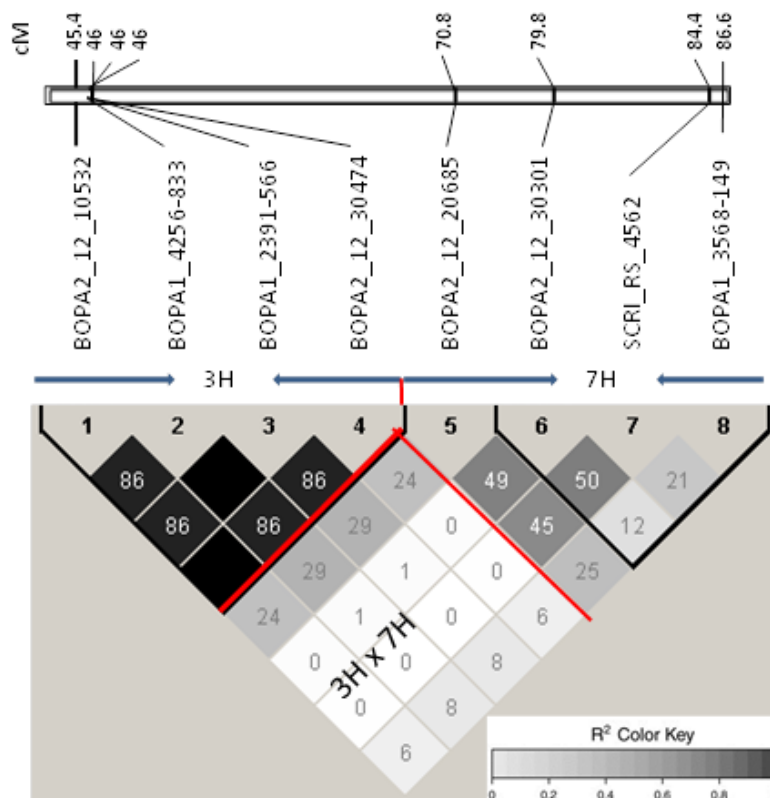 cM
45.4 46 46 46 70.8 79.8 84.4 86.6
BOPA2_12_10532
BOPA1_4256-833
BOPA1_2391-566
BOPA2_12_30474
BOPA2_12_20685
BOPA2_12_30301
SCRI_RS_4562
BOPA1_3568-149
3H 7H
1 2 3 4 5 6 7 8
86 86 24 49 50 21
86 86 29 0 45 12
29 1 0 25
24 1 0 6
3H x 7H
0 0 8
0 8
6
R² Color Key
0 0.2 0.4 0.6 0.8